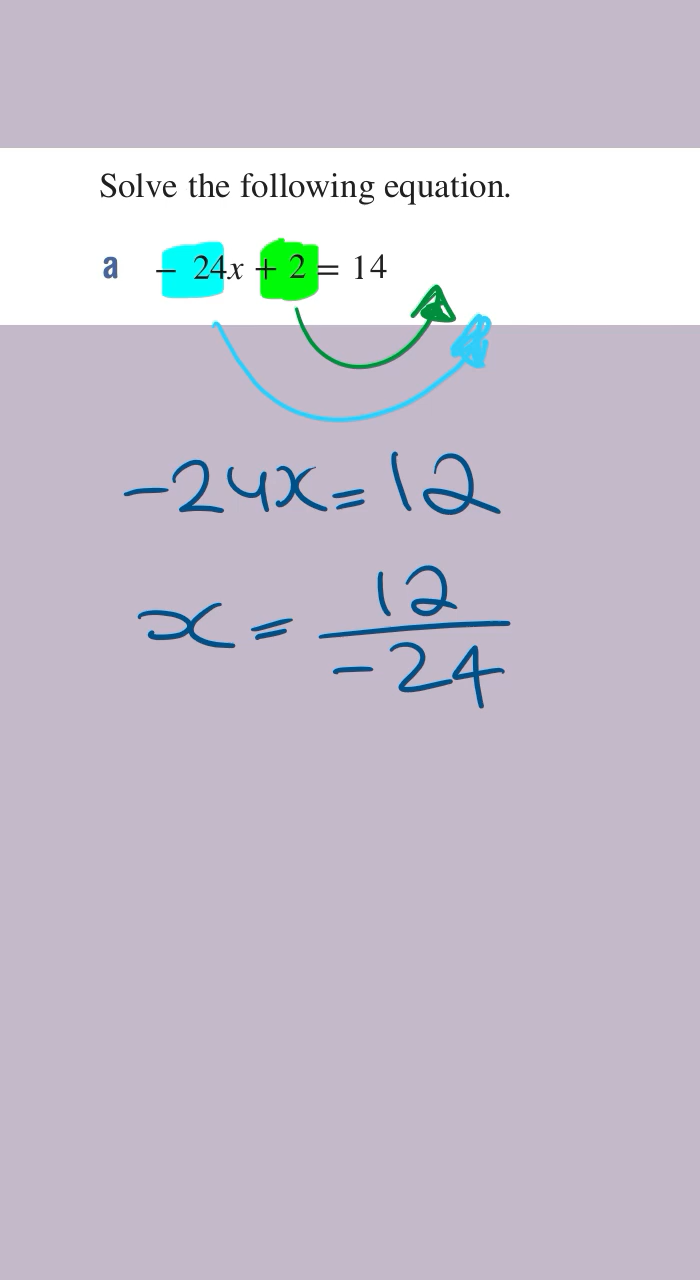 Solve the following equation.
a − 24x + 2 = 14
-24x = 12
x = 12/-24